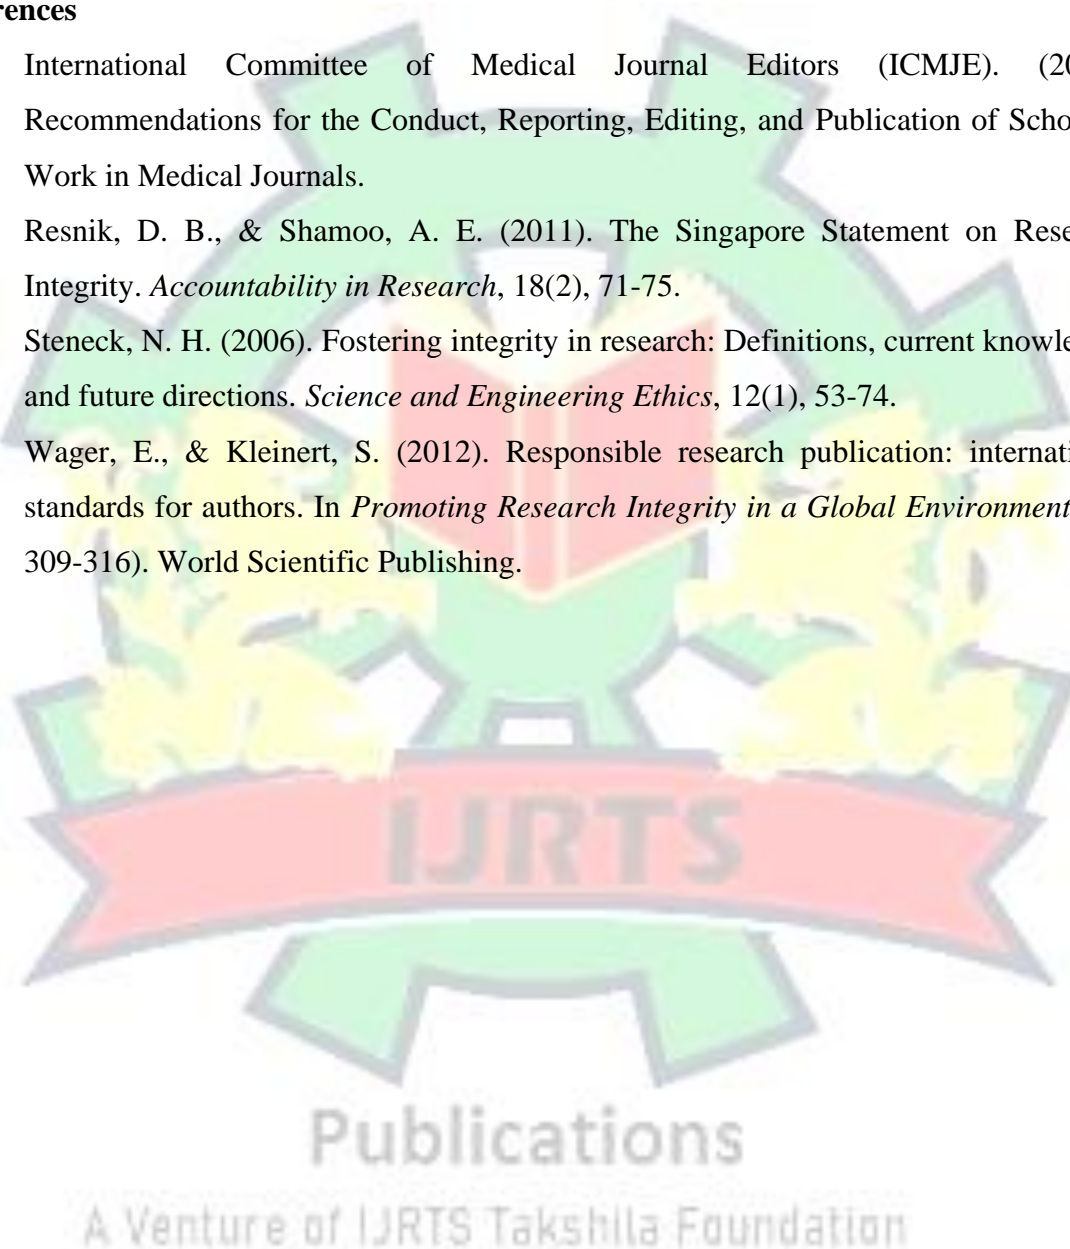 rences
International Committee of Medical Journal Editors (ICMJE). (20
Recommendations for the Conduct, Reporting, Editing, and Publication of Scho
Work in Medical Journals.
Resnik, D. B., & Shamoo, A. E. (2011). The Singapore Statement on Rese
Integrity. Accountability in Research, 18(2), 71-75.
Steneck, N. H. (2006). Fostering integrity in research: Definitions, current knowle
and future directions. Science and Engineering Ethics, 12(1), 53-74.
Wager, E., & Kleinert, S. (2012). Responsible research publication: internati
standards for authors. In Promoting Research Integrity in a Global Environment
309-316). World Scientific Publishing.
IJRTS
Publications
A Venture of IJRTS Takshila Foundation